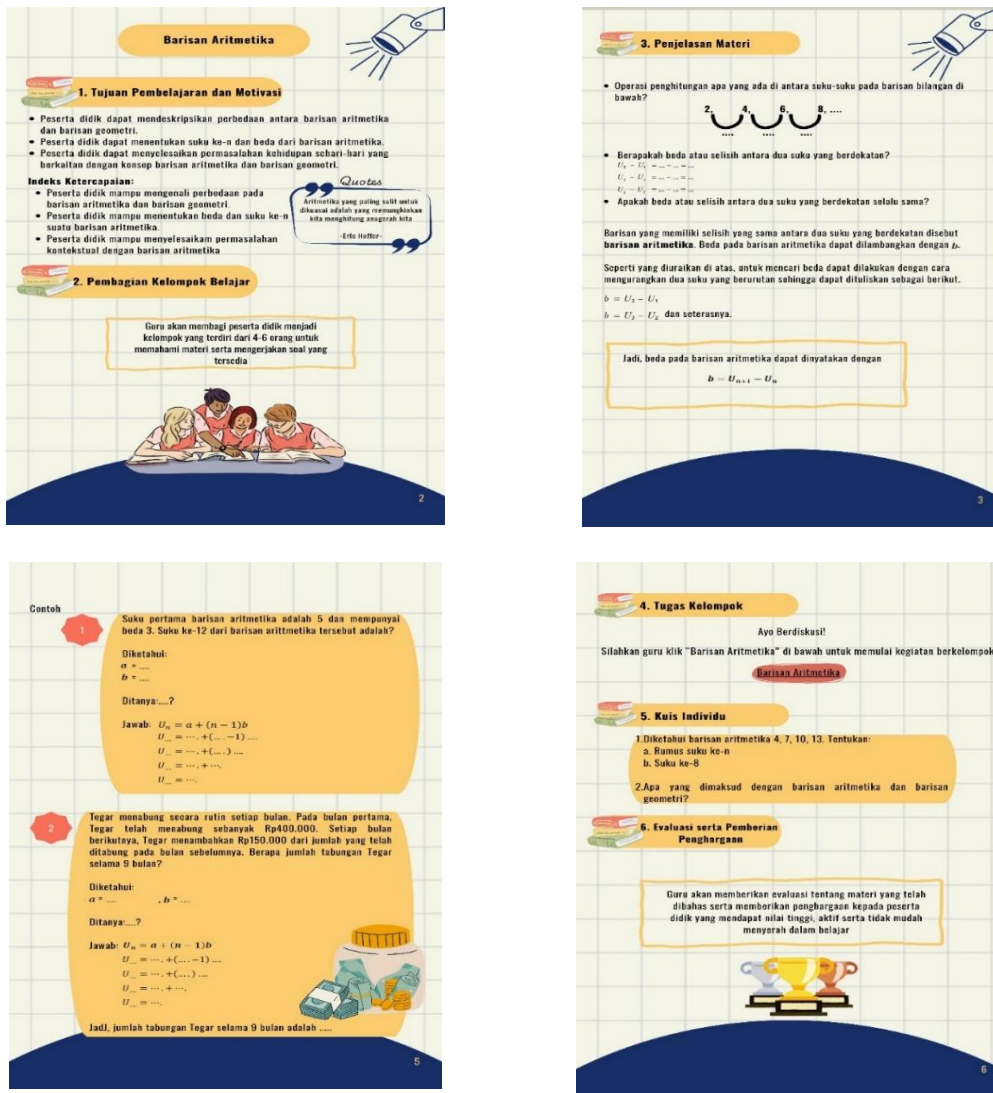 Barisan Aritmetika
1. Tujuan Pembelajaran dan Motivasi
• Peserta didik dapat mendeskripsikan perbedaan antara barisan aritmetika
dan barisan geometri.
• Peserta didik dapat menentukan suku ke-n dan beda dari barisan aritmetika.
• Peserta didik dapat menyelesaikan permasalahan kehidupan sehari-hari yang
berkaitan dengan konsep barisan aritmetika dan barisan geometri.
Indeks Ketercapaian:
• Peserta didik mampu mengenali perbedaan pada
barisan aritmetika dan barisan geometri.
• Peserta didik mampu menentukan beda dan suku ke-n
suatu barisan aritmetika.
• Peserta didik mampu menyelesaikam permasalahan
kontekstual dengan barisan aritmetika
Quotes
Aritmetika yang paling sulit untuk
dikuasai adalah yang memungkinkan
kita menghitung anugerah kita
-Eric Hoffer-
2. Pembagian Kelompok Belajar
Guru akan membagi peserta didik menjadi
kelompok yang terdiri dari 4-6 orang untuk
memahami materi serta mengerjakan soal yang
tersedia
2
3. Penjelasan Materi
• Operasi penghitungan apa yang ada di antara suku-suku pada barisan bilangan di
bawah?
2, 4, 6, 8, ....
.... .... ....
• Berapakah beda atau selisih antara dua suku yang berdekatan?
• Apakah beda atau selisih antara dua suku yang berdekatan selalu sama?
Barisan yang memiliki selisih yang sama antara dua suku yang berdekatan disebut
barisan aritmetika. Beda pada barisan aritmetika dapat dilambangkan dengan b.
Seperti yang diuraikan di atas, untuk mencari beda dapat dilakukan dengan cara
mengurangkan dua suku yang berurutan sehingga dapat dituliskan sebagai berikut.
b = U₂ − U₁
b = U₃ − U₂ dan seterusnya.
Jadi, beda pada barisan aritmetika dapat dinyatakan dengan
b = Uₙ₊₁ − Uₙ
3
Contoh
1
Suku pertama barisan aritmetika adalah 5 dan mempunyai
beda 3. Suku ke-12 dari barisan arittmetika tersebut adalah?
Diketahui:
a = ....
b = ....
Ditanya:....?
Jawab: Uₙ = a + (n − 1)b
U_ = ⋯. +(.... −1) ....
U_ = ⋯. +(.... ) ....
U_ = ⋯. + ⋯.
U_ = ⋯.
2
Tegar menabung secara rutin setiap bulan. Pada bulan pertama,
Tegar telah menabung sebanyak Rp400.000. Setiap bulan
berikutnya, Tegar menambahkan Rp150.000 dari jumlah yang telah
ditabung pada bulan sebelumnya. Berapa jumlah tabungan Tegar
selama 9 bulan?
Diketahui:
a = .... , b = ....
Ditanya:....?
Jawab: Uₙ = a + (n − 1)b
U_ = ⋯. +(.... −1) ....
U_ = ⋯. +(.... ) ....
U_ = ⋯. + ⋯.
U_ = ⋯.
JadI, jumlah tabungan Tegar selama 9 bulan adalah .....
5
4. Tugas Kelompok
Ayo Berdiskusi!
Silahkan guru klik "Barisan Aritmetika" di bawah untuk memulai kegiatan berkelompok
Barisan Aritmetika
5. Kuis Individu
1.Diketahui barisan aritmetika 4, 7, 10, 13. Tentukan:
a. Rumus suku ke-n
b. Suku ke-8
2.Apa yang dimaksud dengan barisan aritmetika dan barisan
geometri?
6. Evaluasi serta Pemberian
Penghargaan
Guru akan memberikan evaluasi tentang materi yang telah
dibahas serta memberikan penghargaan kepada peserta
didik yang mendapat nilai tinggi, aktif serta tidak mudah
menyerah dalam belajar
6